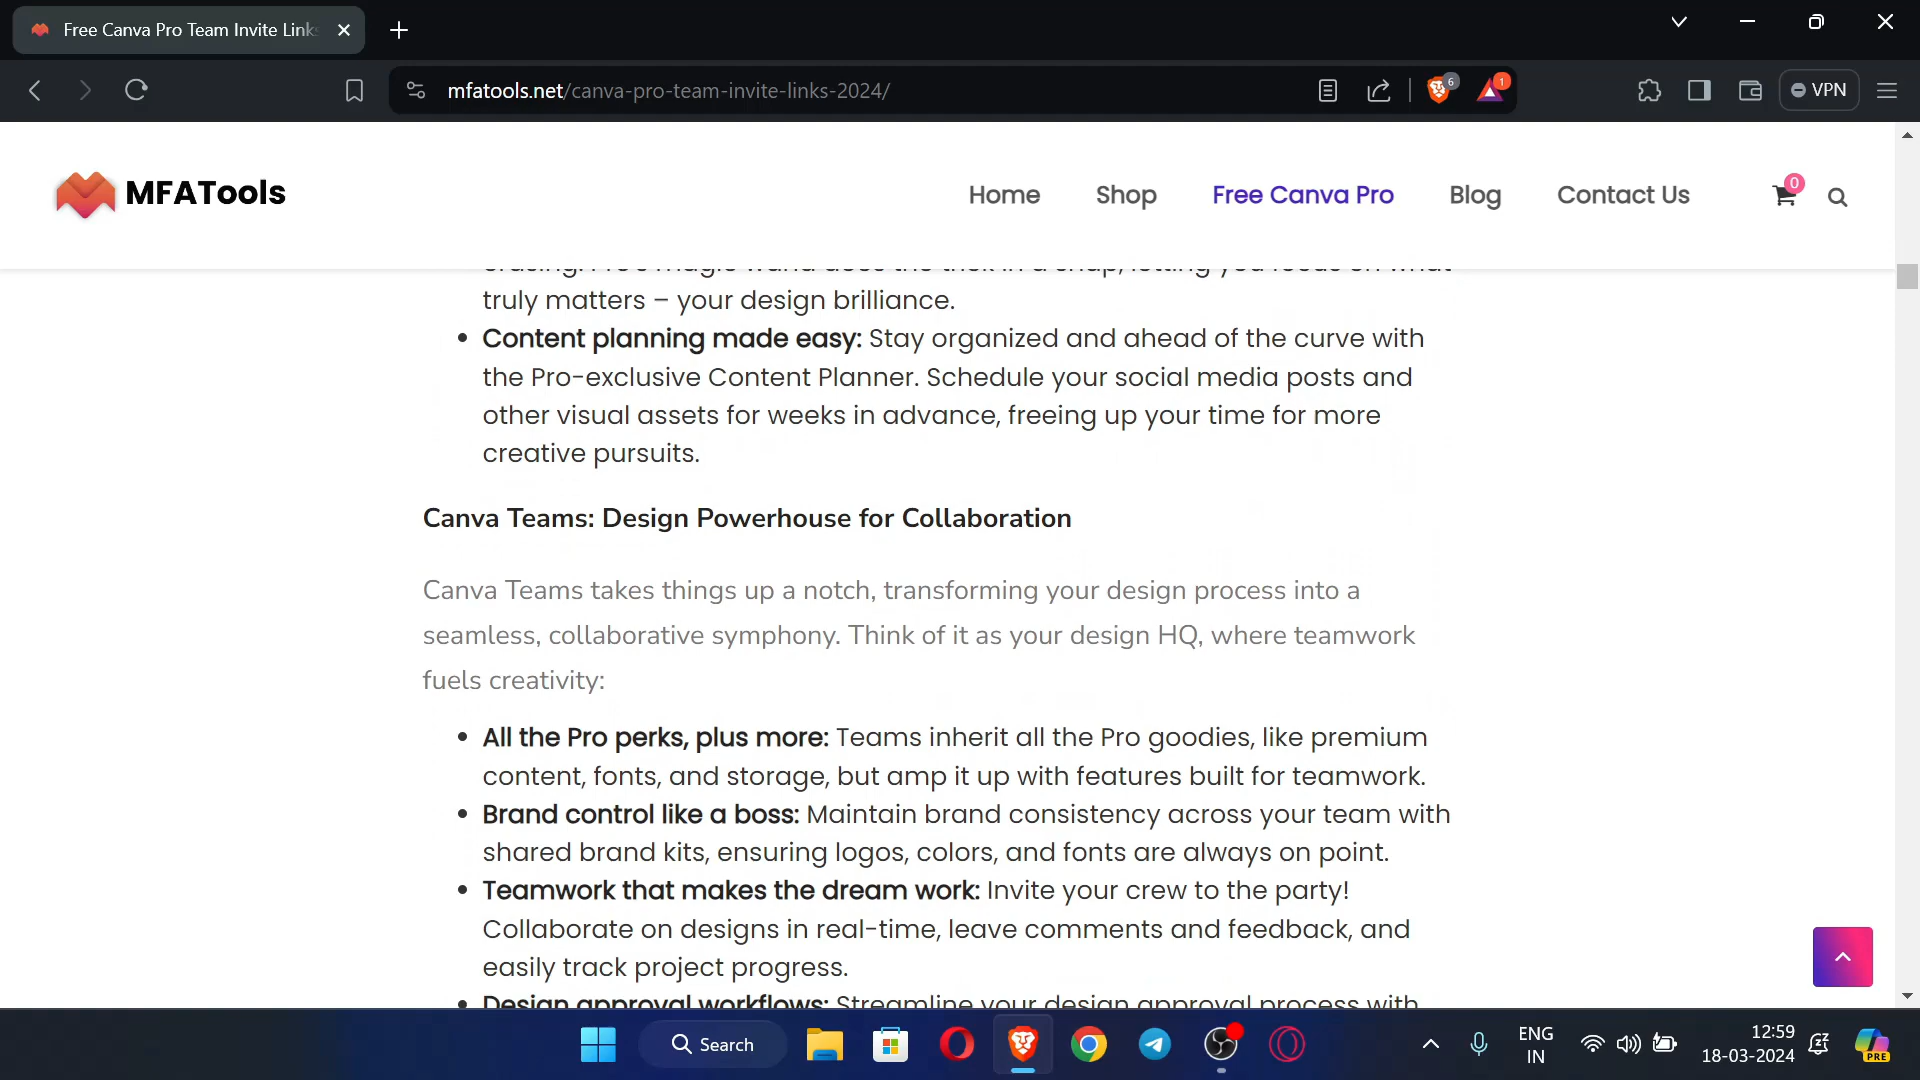 Free Canva Pro Team Invite Links
mfatools.net/canva-pro-team-invite-links-2024/
6
1
VPN
MFATools
Home
Shop
Free Canva Pro
Blog
Contact Us
0
truly matters – your design brilliance.
• Content planning made easy: Stay organized and ahead of the curve with
the Pro-exclusive Content Planner. Schedule your social media posts and
other visual assets for weeks in advance, freeing up your time for more
creative pursuits.
Canva Teams: Design Powerhouse for Collaboration
Canva Teams takes things up a notch, transforming your design process into a
seamless, collaborative symphony. Think of it as your design HQ, where teamwork
fuels creativity:
• All the Pro perks, plus more: Teams inherit all the Pro goodies, like premium
content, fonts, and storage, but amp it up with features built for teamwork.
• Brand control like a boss: Maintain brand consistency across your team with
shared brand kits, ensuring logos, colors, and fonts are always on point.
• Teamwork that makes the dream work: Invite your crew to the party!
Collaborate on designs in real-time, leave comments and feedback, and
easily track project progress.
• Design approval workflows: Streamline your design approval process with
Search
ENG
IN
12:59
18-03-2024
PRE